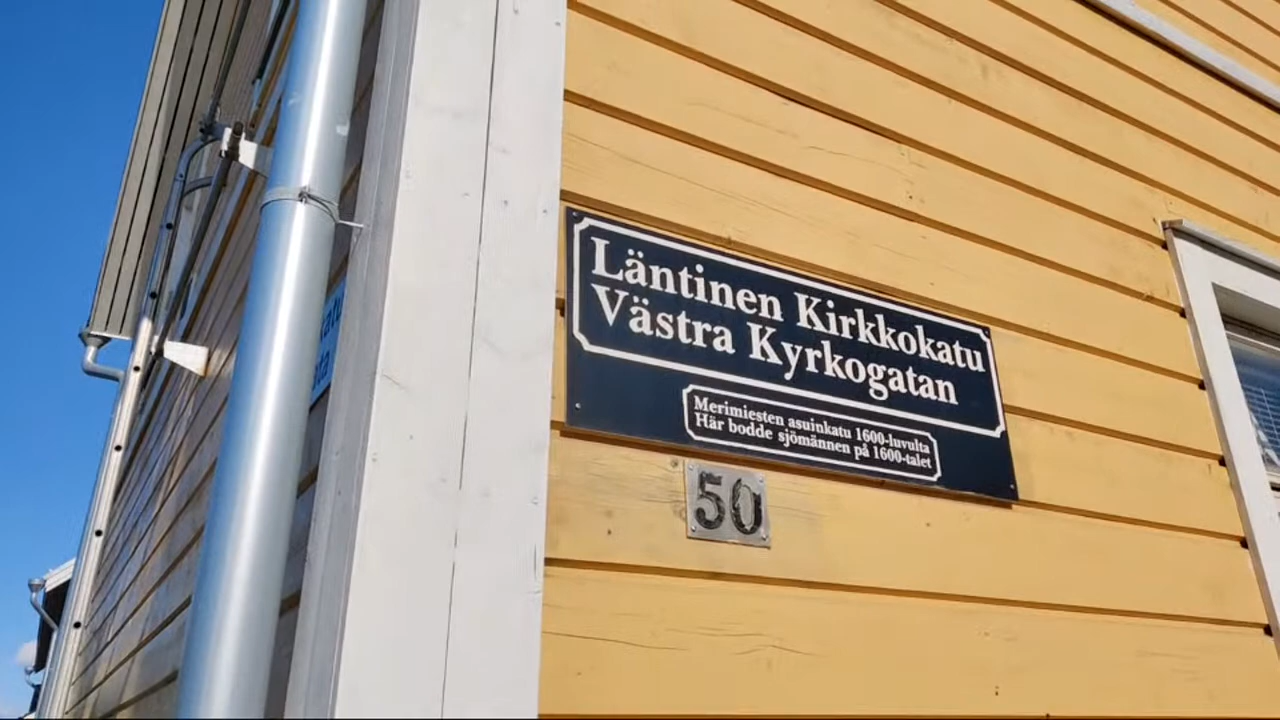 Läntinen Kirkkokatu
Västra Kyrkogatan
Merimiesten asuinkatu 1600-luvulta
Här bodde sjömännen på 1600-talet
50